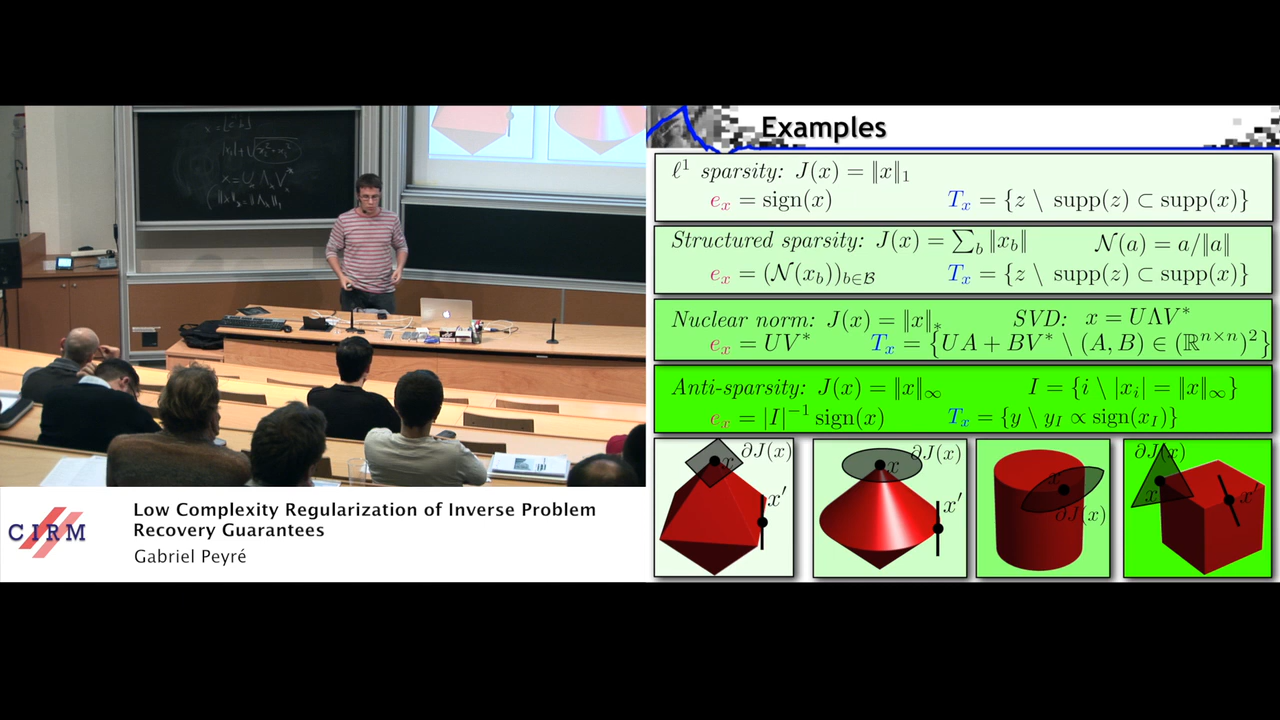 Examples
ℓ¹ sparsity: J(x) = ‖x‖₁
eₓ = sign(x) Tₓ = {z \ supp(z) ⊂ supp(x)}
Structured sparsity: J(x) = ∑_b ‖x_b‖ 𝒩(a) = a/‖a‖
eₓ = (𝒩(x_b))_{b∈ℬ} Tₓ = {z \ supp(z) ⊂ supp(x)}
Nuclear norm: J(x) = ‖x‖_* SVD: x = UΛV*
eₓ = UV* Tₓ = {UA + BV* \ (A, B) ∈ (ℝ^{n×n})²}
Anti-sparsity: J(x) = ‖x‖_∞ I = {i \ |x_i| = ‖x‖_∞}
eₓ = |I|⁻¹ sign(x) Tₓ = {y \ y_I ∝ sign(x_I)}
∂J(x)
x
x′
∂J(x)
x
x′
x
∂J(x)
∂J(x)
x
x′
CIRM
Low Complexity Regularization of Inverse Problem
Recovery Guarantees
Gabriel Peyré